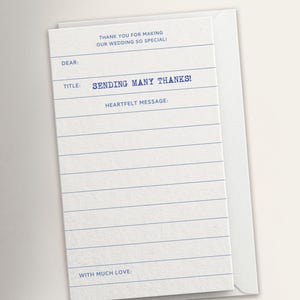 THANK YOU FOR MAKING
OUR WEDDING SO SPECIAL!
DEAR:
TITLE: SENDING MANY THANKS!
HEARTFELT MESSAGE:
WITH MUCH LOVE: